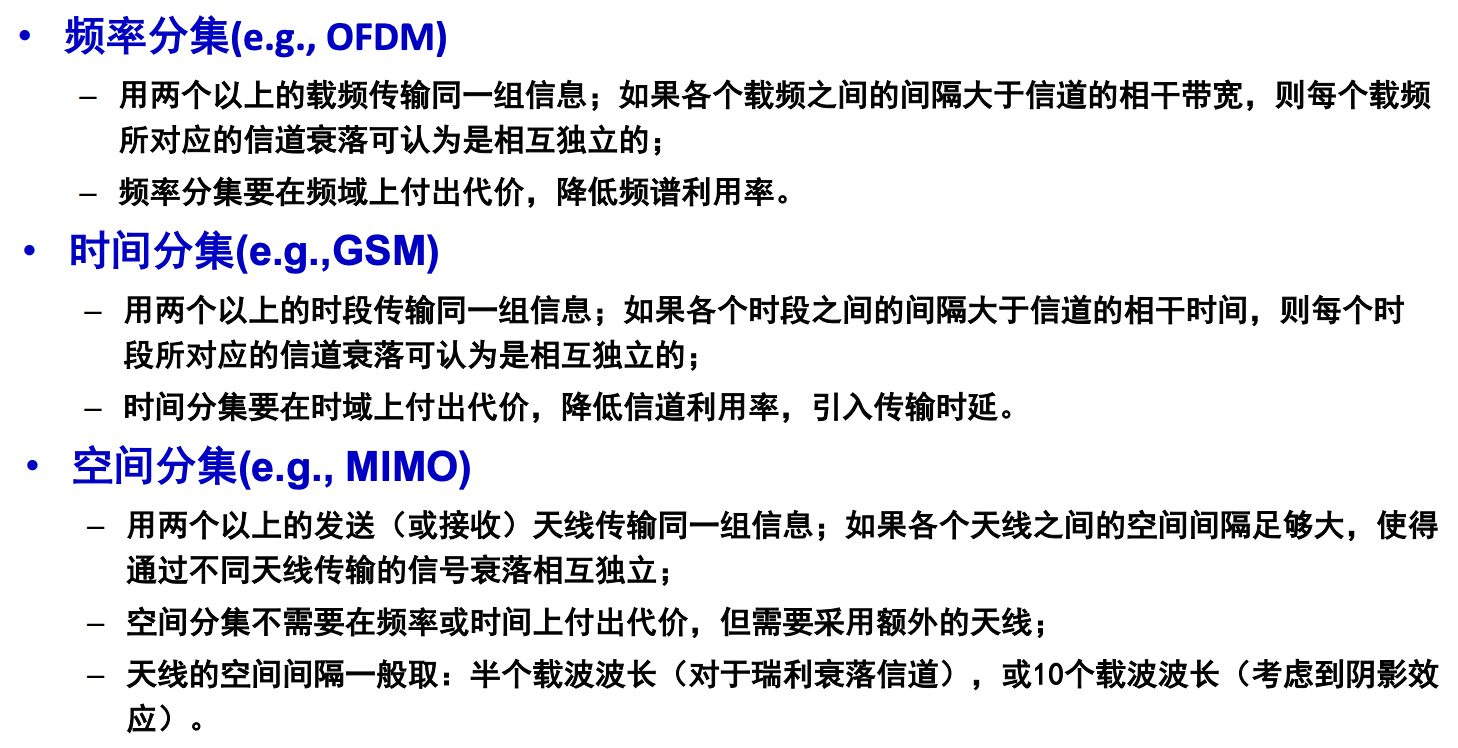 • 频率分集(e.g., OFDM)
– 用两个以上的载频传输同一组信息；如果各个载频之间的间隔大于信道的相干带宽，则每个载频
所对应的信道衰落可认为是相互独立的；
– 频率分集要在频域上付出代价，降低频谱利用率。
• 时间分集(e.g.,GSM)
– 用两个以上的时段传输同一组信息；如果各个时段之间的间隔大于信道的相干时间，则每个时
段所对应的信道衰落可认为是相互独立的；
– 时间分集要在时域上付出代价，降低信道利用率，引入传输时延。
• 空间分集(e.g., MIMO)
– 用两个以上的发送（或接收）天线传输同一组信息；如果各个天线之间的空间间隔足够大，使得
通过不同天线传输的信号衰落相互独立；
– 空间分集不需要在频率或时间上付出代价，但需要采用额外的天线；
– 天线的空间间隔一般取：半个载波波长（对于瑞利衰落信道），或10个载波波长（考虑到阴影效
应）。